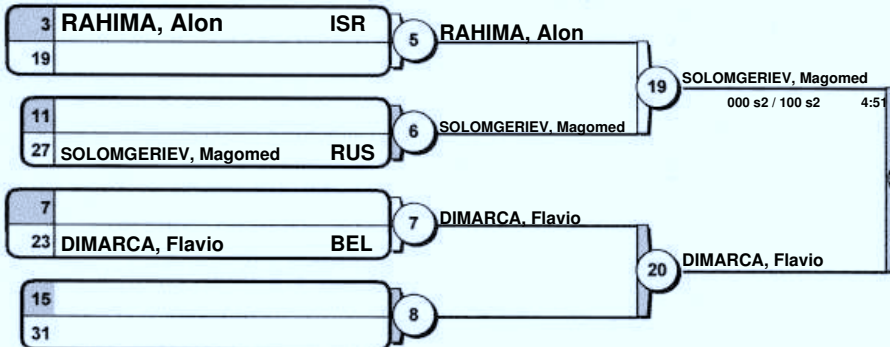 3 RAHIMA, Alon ISR
19
5 RAHIMA, Alon
11
27 SOLOMGERIEV, Magomed RUS
6 SOLOMGERIEV, Magomed
19 SOLOMGERIEV, Magomed
000 s2 / 100 s2 4:51
7
23 DIMARCA, Flavio BEL
7 DIMARCA, Flavio
15
31
8
20 DIMARCA, Flavio